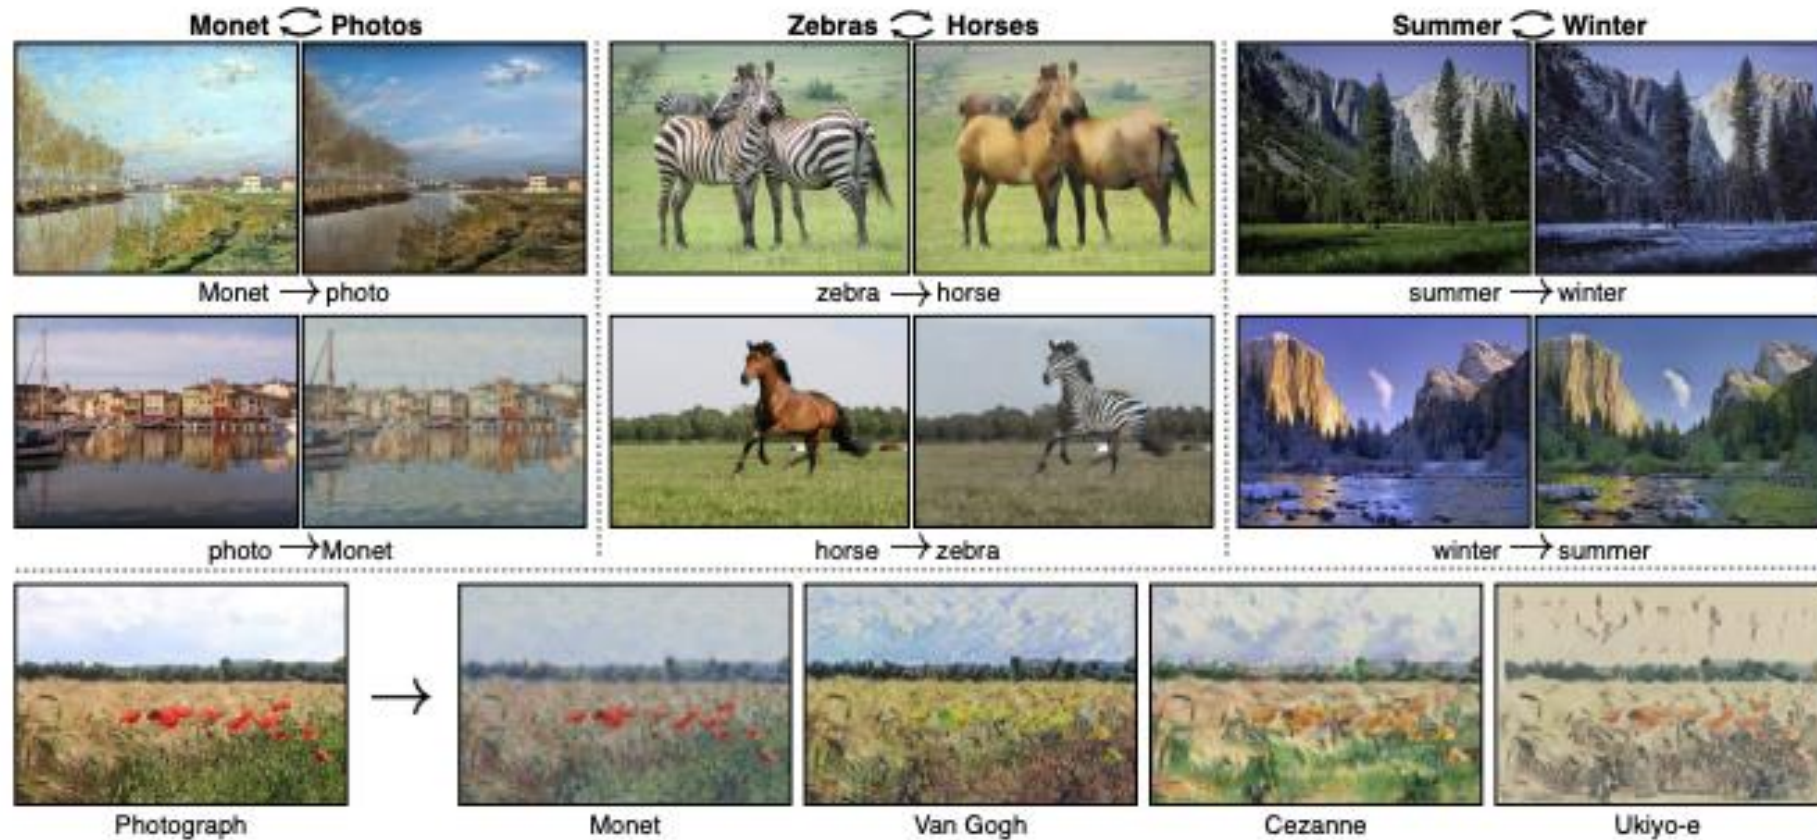 Monet Photos
Zebras Horses
Summer Winter
Monet → photo
zebra → horse
summer → winter
photo → Monet
horse → zebra
winter → summer
Photograph
Monet
Van Gogh
Cezanne
Ukiyo-e